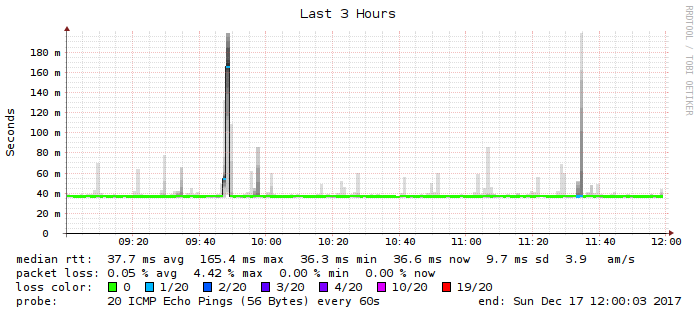 Last 3 Hours
RRDTOOL / TOBI OETIKER
Seconds
180 m
160 m
140 m
120 m
100 m
80 m
60 m
40 m
20 m
0
09:20 09:40 10:00 10:20 10:40 11:00 11:20 11:40 12:00
median rtt: 37.7 ms avg 165.4 ms max 36.3 ms min 36.6 ms now 9.7 ms sd 3.9 am/s
packet loss: 0.05 % avg 4.42 % max 0.00 % min 0.00 % now
loss color: 0 1/20 2/20 3/20 4/20 10/20 19/20
probe: 20 ICMP Echo Pings (56 Bytes) every 60s end: Sun Dec 17 12:00:03 2017